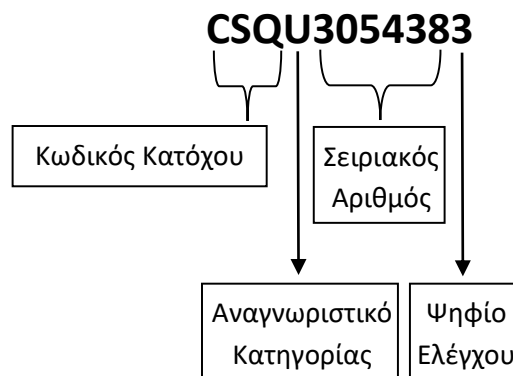 CSQU3054383
Κωδικός Κατόχου
Σειριακός
Αριθμός
Αναγνωριστικό
Κατηγορίας
Ψηφίο
Ελέγχου